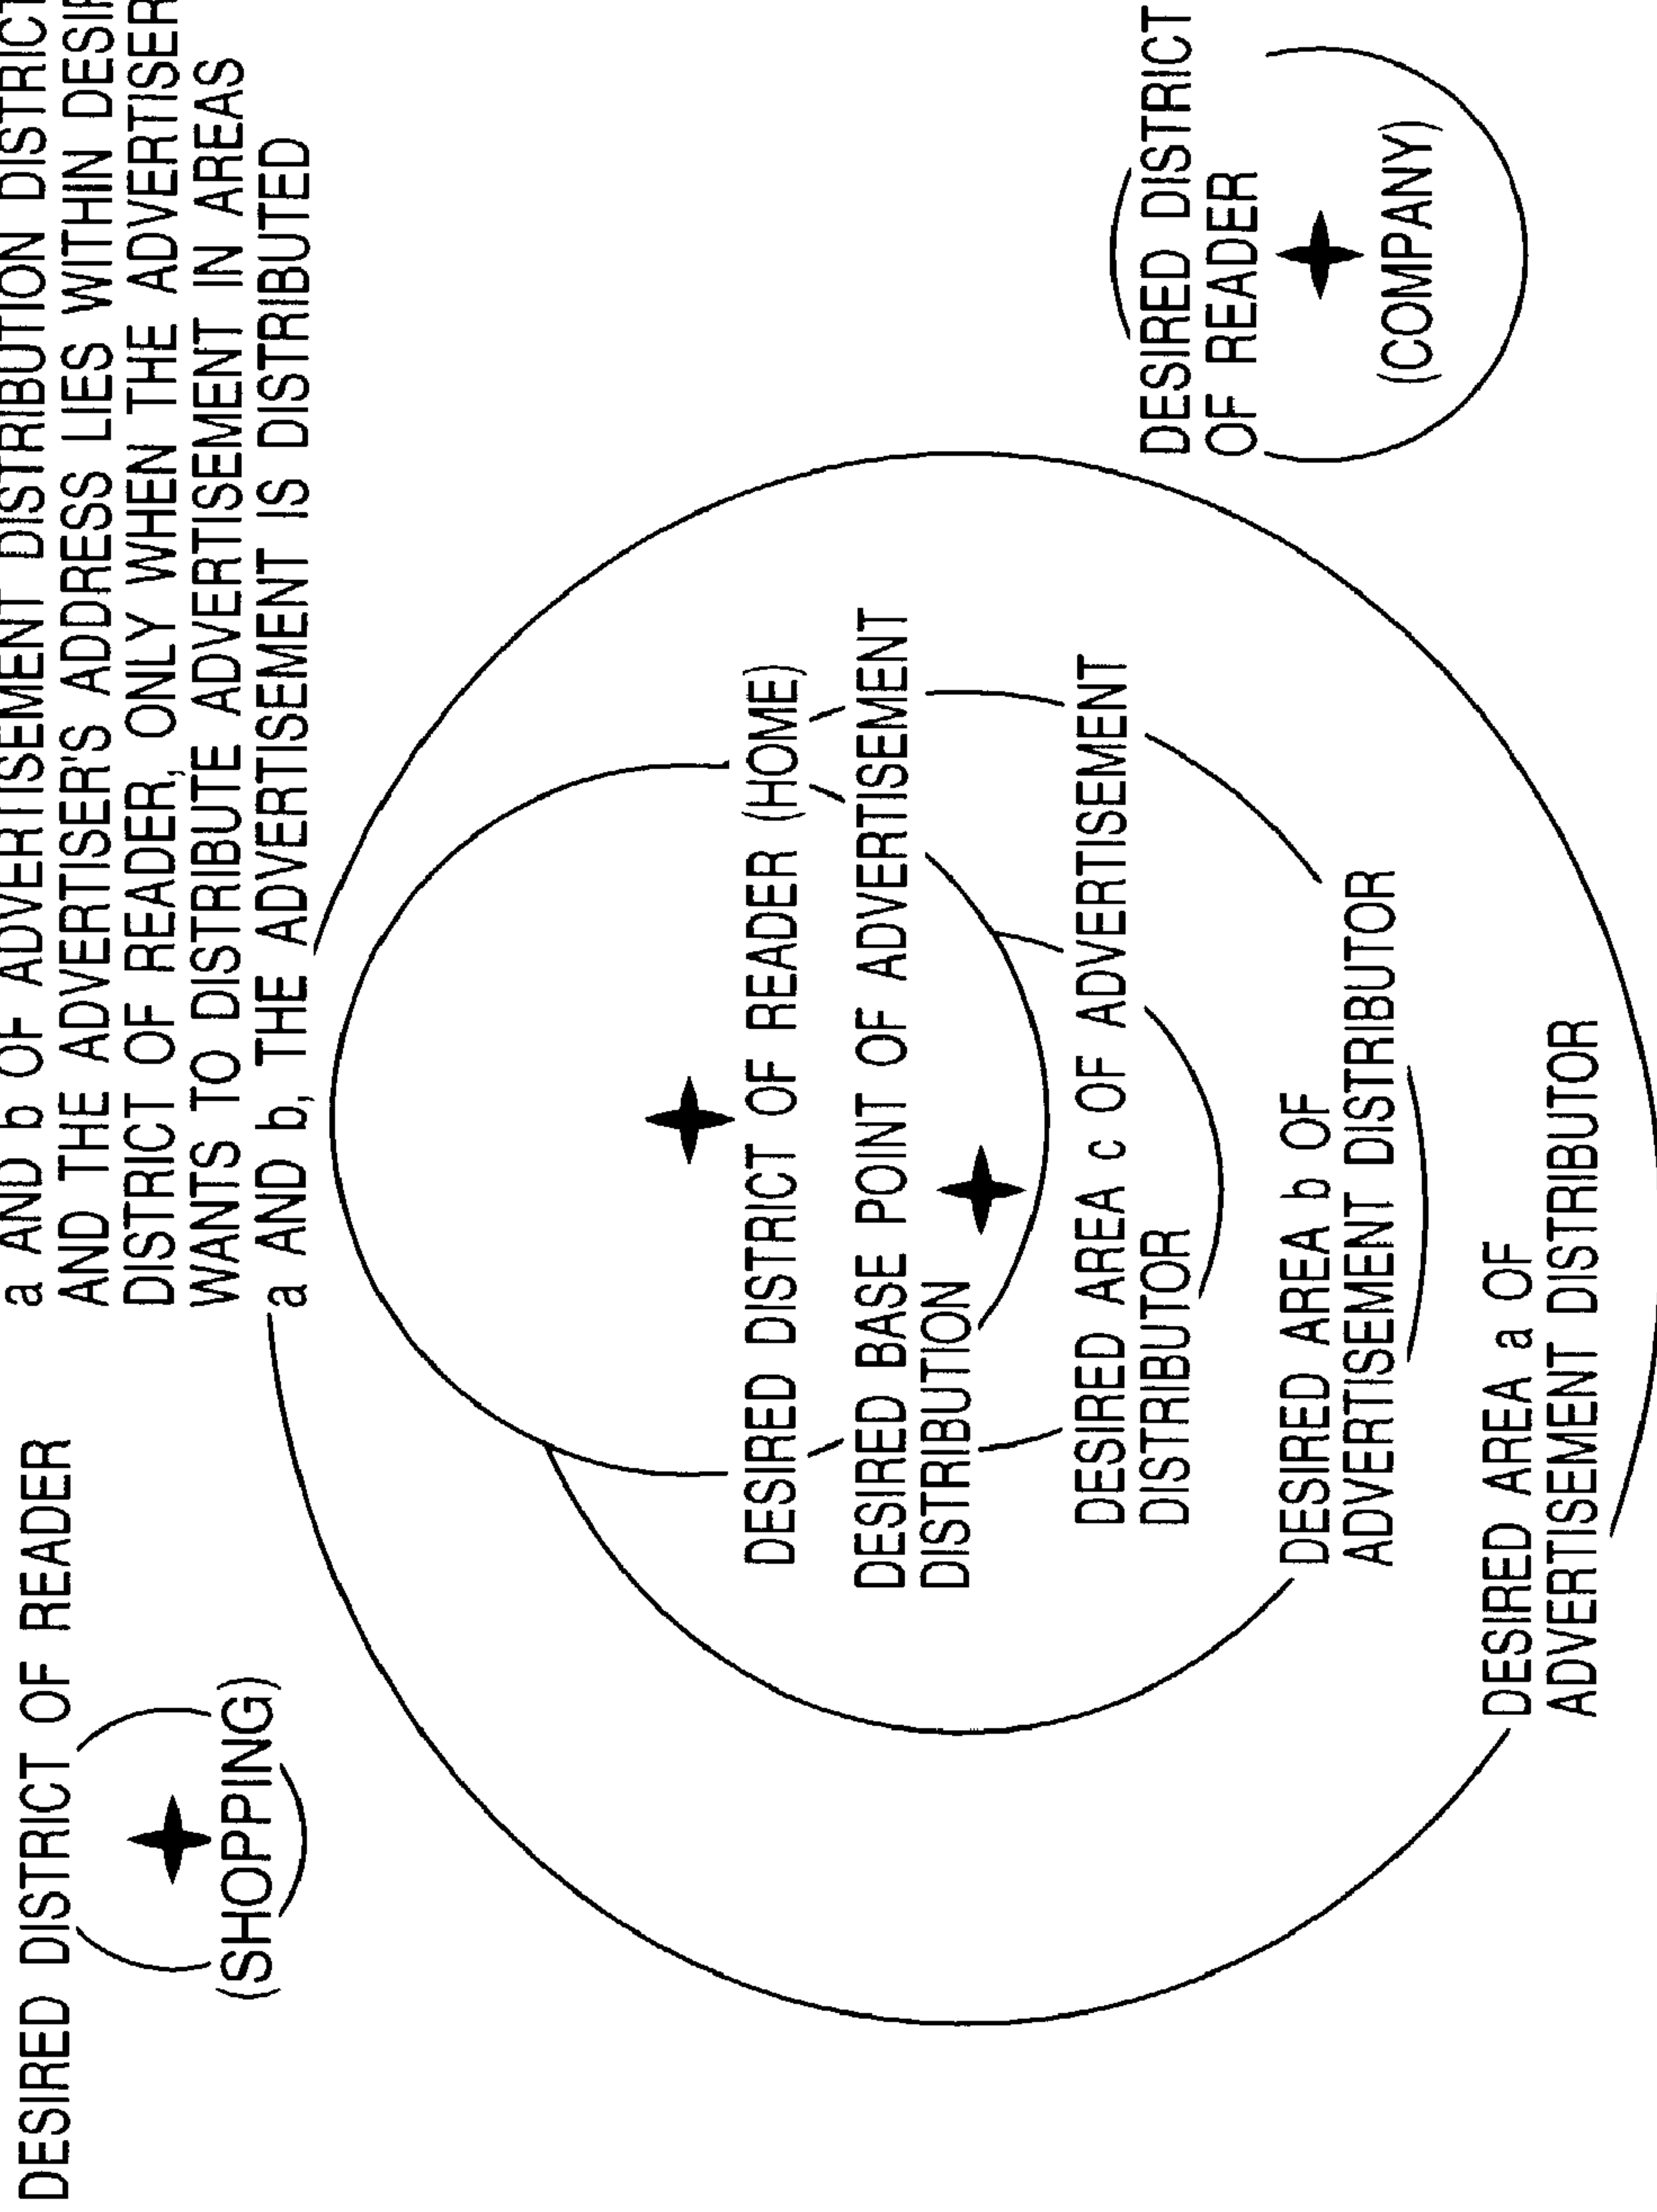 DESIRED DISTRICT OF READER
(SHOPPING)
a AND b OF ADVERTISEMENT DISTRIBUTION DISTRICT
AND THE ADVERTISER'S ADDRESS LIES WITHIN DESIR
DISTRICT OF READER, ONLY WHEN THE ADVERTISER
WANTS TO DISTRIBUTE ADVERTISEMENT IN AREAS
a AND b, THE ADVERTISEMENT IS DISTRIBUTED
DESIRED DISTRICT OF READER (HOME)
DESIRED BASE POINT OF ADVERTISEMENT
DISTRIBUTION
DESIRED AREA c OF ADVERTISEMENT
DISTRIBUTOR
DESIRED AREA b OF
ADVERTISEMENT DISTRIBUTOR
DESIRED AREA a OF
ADVERTISEMENT DISTRIBUTOR
DESIRED DISTRICT
OF READER
(COMPANY)